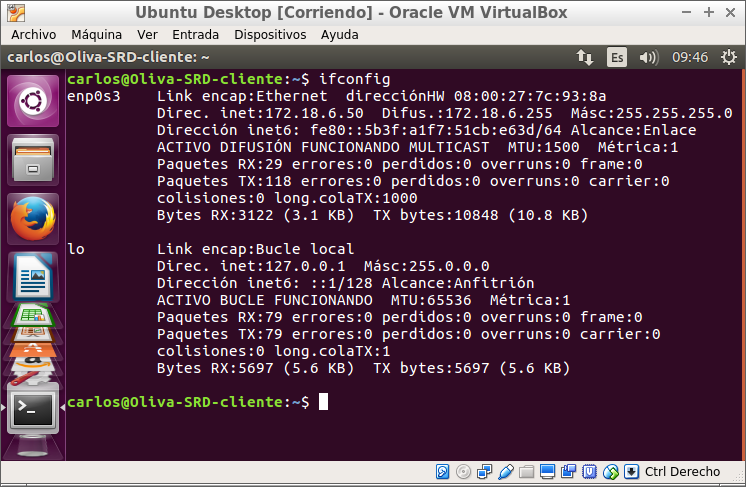 Ubuntu Desktop [Corriendo] - Oracle VM VirtualBox
Archivo Máquina Ver Entrada Dispositivos Ayuda
carlos@Oliva-SRD-cliente: ~ Es 09:46
carlos@Oliva-SRD-cliente:~$ ifconfig
enp0s3    Link encap:Ethernet  direcciónHW 08:00:27:7c:93:8a
          Direc. inet:172.18.6.50  Difus.:172.18.6.255  Másc:255.255.255.0
          Dirección inet6: fe80::5b3f:a1f7:51cb:e63d/64 Alcance:Enlace
          ACTIVO DIFUSIÓN FUNCIONANDO MULTICAST  MTU:1500  Métrica:1
          Paquetes RX:29 errores:0 perdidos:0 overruns:0 frame:0
          Paquetes TX:118 errores:0 perdidos:0 overruns:0 carrier:0
          colisiones:0 long.colaTX:1000
          Bytes RX:3122 (3.1 KB)  TX bytes:10848 (10.8 KB)
lo        Link encap:Bucle local
          Direc. inet:127.0.0.1  Másc:255.0.0.0
          Dirección inet6: ::1/128 Alcance:Anfitrión
          ACTIVO BUCLE FUNCIONANDO  MTU:65536  Métrica:1
          Paquetes RX:79 errores:0 perdidos:0 overruns:0 frame:0
          Paquetes TX:79 errores:0 perdidos:0 overruns:0 carrier:0
          colisiones:0 long.colaTX:1
          Bytes RX:5697 (5.6 KB)  TX bytes:5697 (5.6 KB)
carlos@Oliva-SRD-cliente:~$
Ctrl Derecho